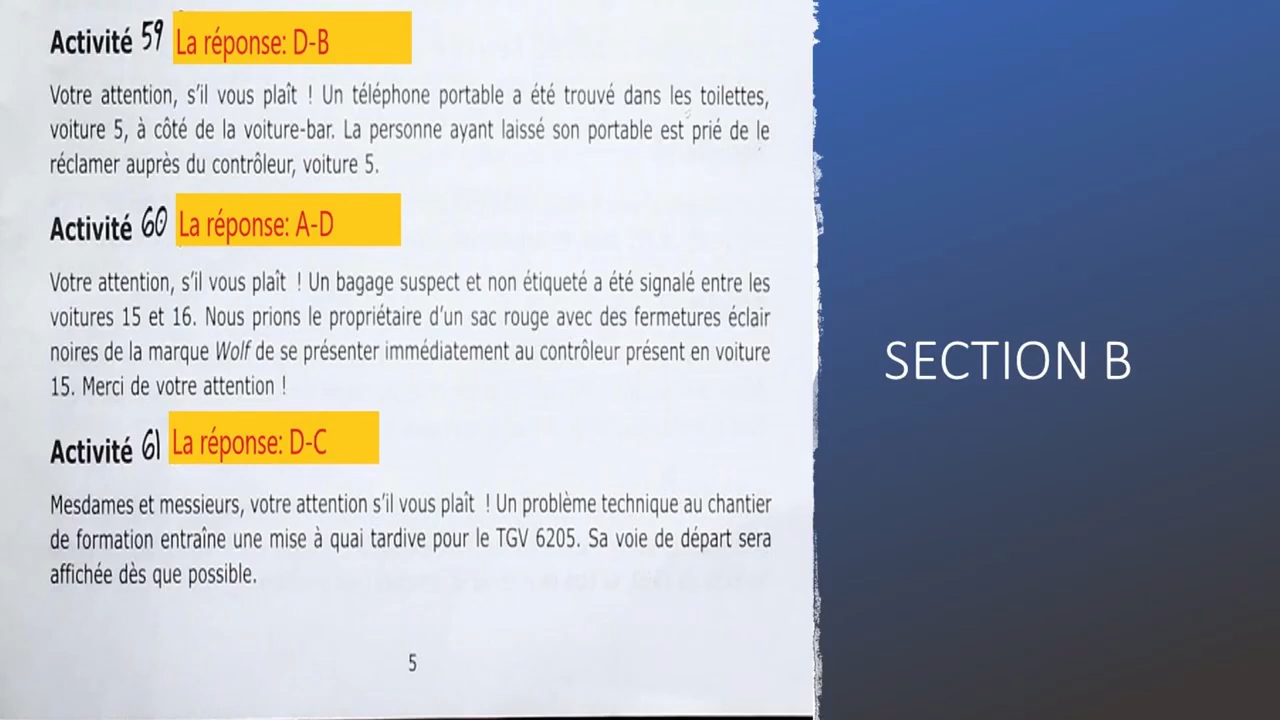 Activité 59 La réponse: D-B
Votre attention, s'il vous plaît ! Un téléphone portable a été trouvé dans les toilettes,
voiture 5, à côté de la voiture-bar. La personne ayant laissé son portable est prié de le
réclamer auprès du contrôleur, voiture 5.
Activité 60 La réponse: A-D
Votre attention, s'il vous plaît ! Un bagage suspect et non étiqueté a été signalé entre les
voitures 15 et 16. Nous prions le propriétaire d'un sac rouge avec des fermetures éclair
noires de la marque Wolf de se présenter immédiatement au contrôleur présent en voiture
15. Merci de votre attention !
Activité 61 La réponse: D-C
Mesdames et messieurs, votre attention s'il vous plaît ! Un problème technique au chantier
de formation entraîne une mise à quai tardive pour le TGV 6205. Sa voie de départ sera
affichée dès que possible.
5
SECTION B